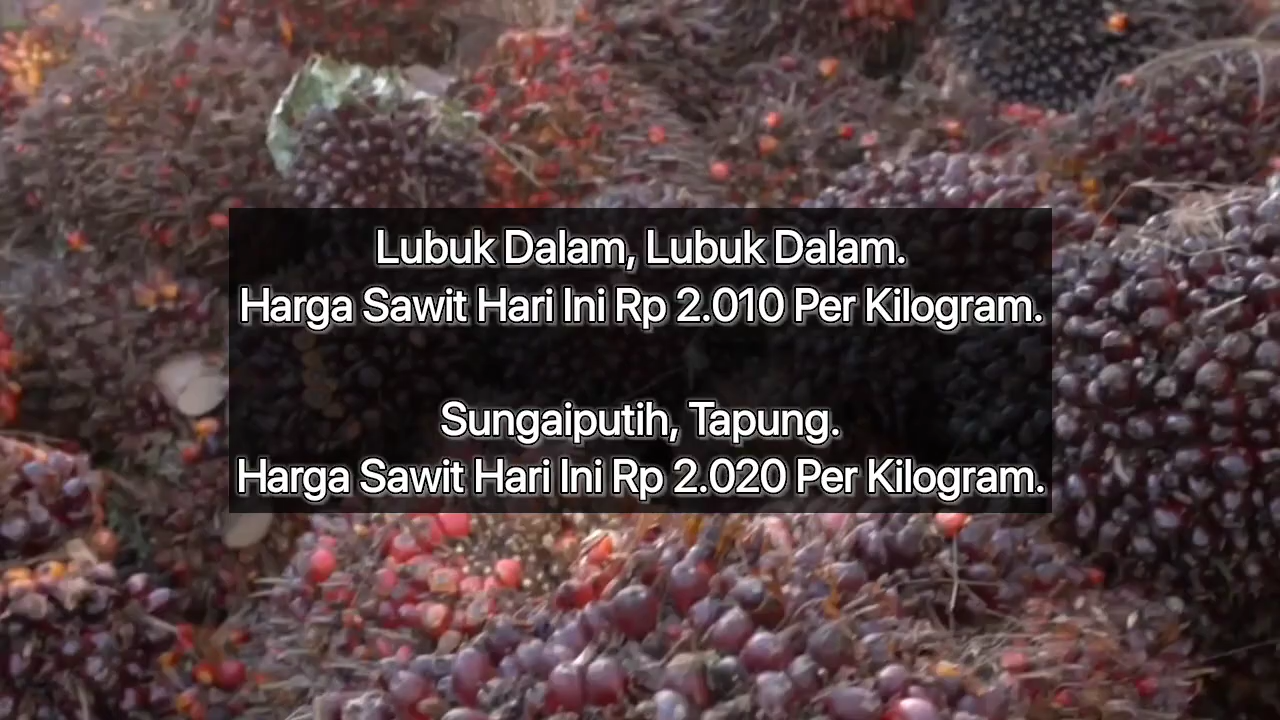 Lubuk Dalam, Lubuk Dalam.
Harga Sawit Hari Ini Rp 2.010 Per Kilogram.
Sungaiputih, Tapung.
Harga Sawit Hari Ini Rp 2.020 Per Kilogram.